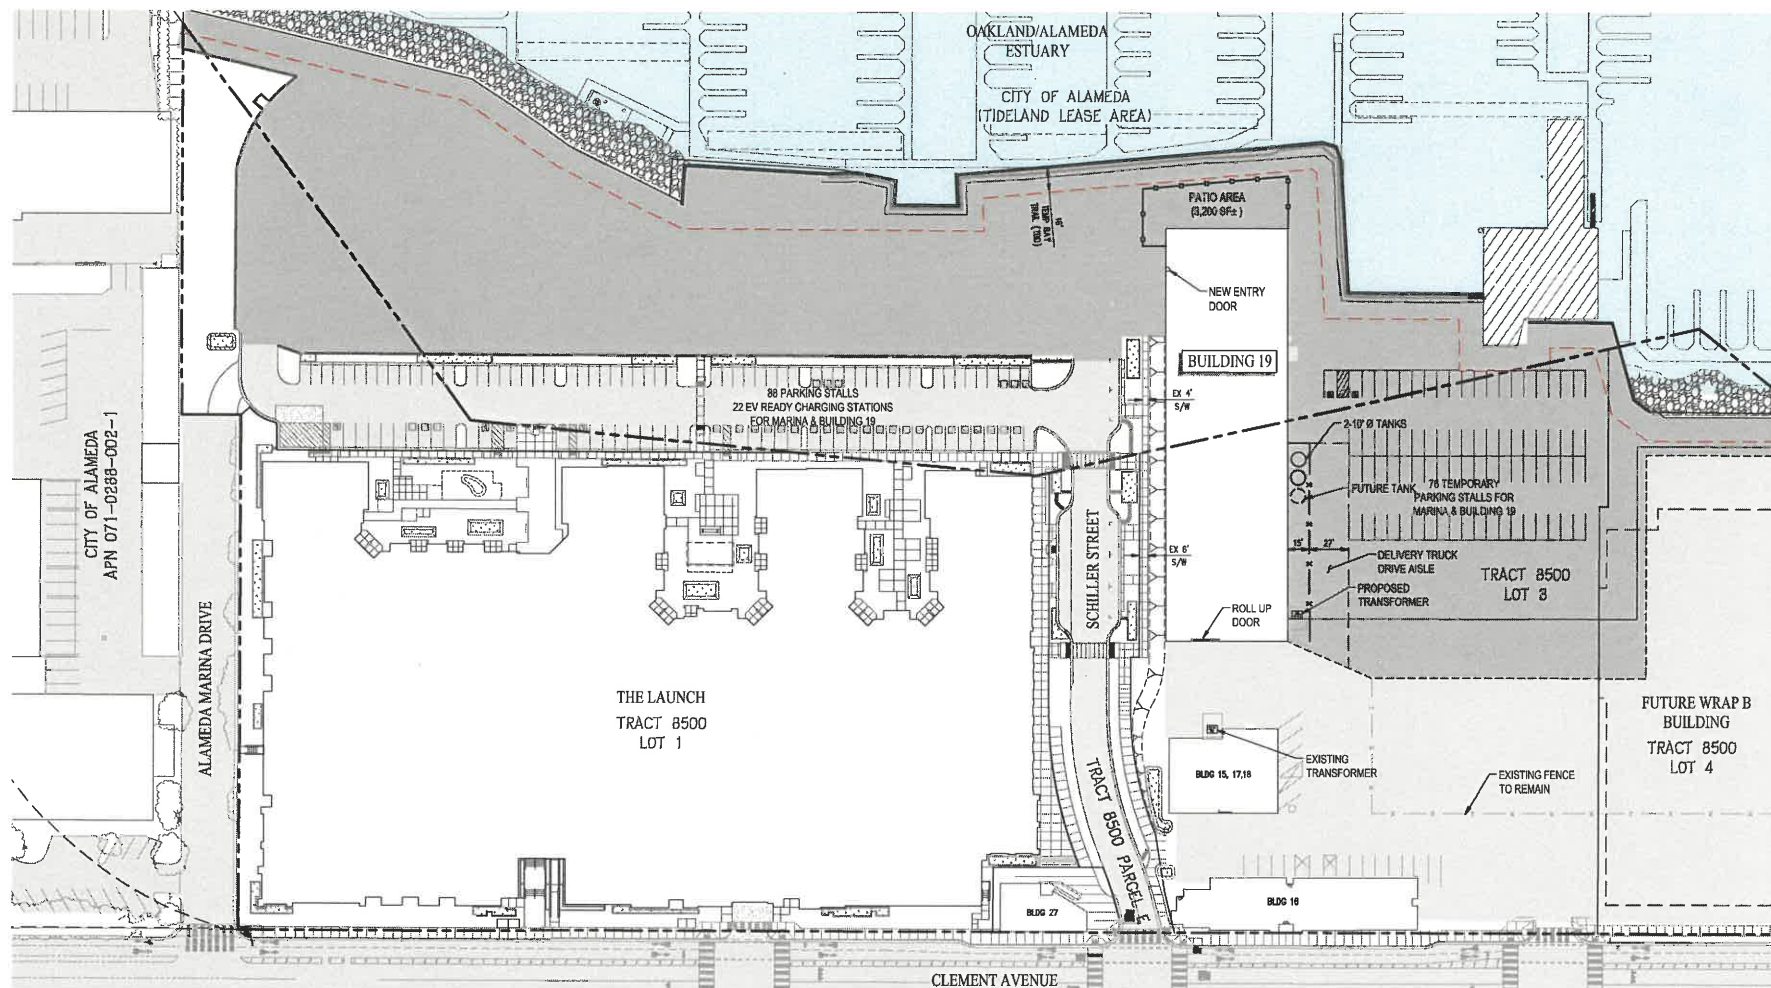 OAKLAND/ALAMEDA
ESTUARY
CITY OF ALAMEDA
(TIDELAND LEASE AREA)
PATIO AREA
(3,200 SF±)
16'
TEMP BAY
TRAIL (TBD)
NEW ENTRY
DOOR
BUILDING 19
88 PARKING STALLS
22 EV READY CHARGING STATIONS
FOR MARINA & BUILDING 19
EX 4'
S/W
2-10' Ø TANKS
FUTURE TANK
76 TEMPORARY
PARKING STALLS FOR
MARINA & BUILDING 19
CITY OF ALAMEDA
APN 071-0288-002-1
SCHILLER STREET
EX 6'
S/W
15'
27'
DELIVERY TRUCK
DRIVE AISLE
TRACT 8500
LOT 3
PROPOSED
TRANSFORMER
ROLL UP
DOOR
ALAMEDA MARINA DRIVE
THE LAUNCH
TRACT 8500
LOT 1
FUTURE WRAP B
BUILDING
TRACT 8500
LOT 4
TRACT 8500 PARCEL E
BLDG 15, 17,18
EXISTING
TRANSFORMER
EXISTING FENCE
TO REMAIN
BLDG 27
BLDG 16
CLEMENT AVENUE